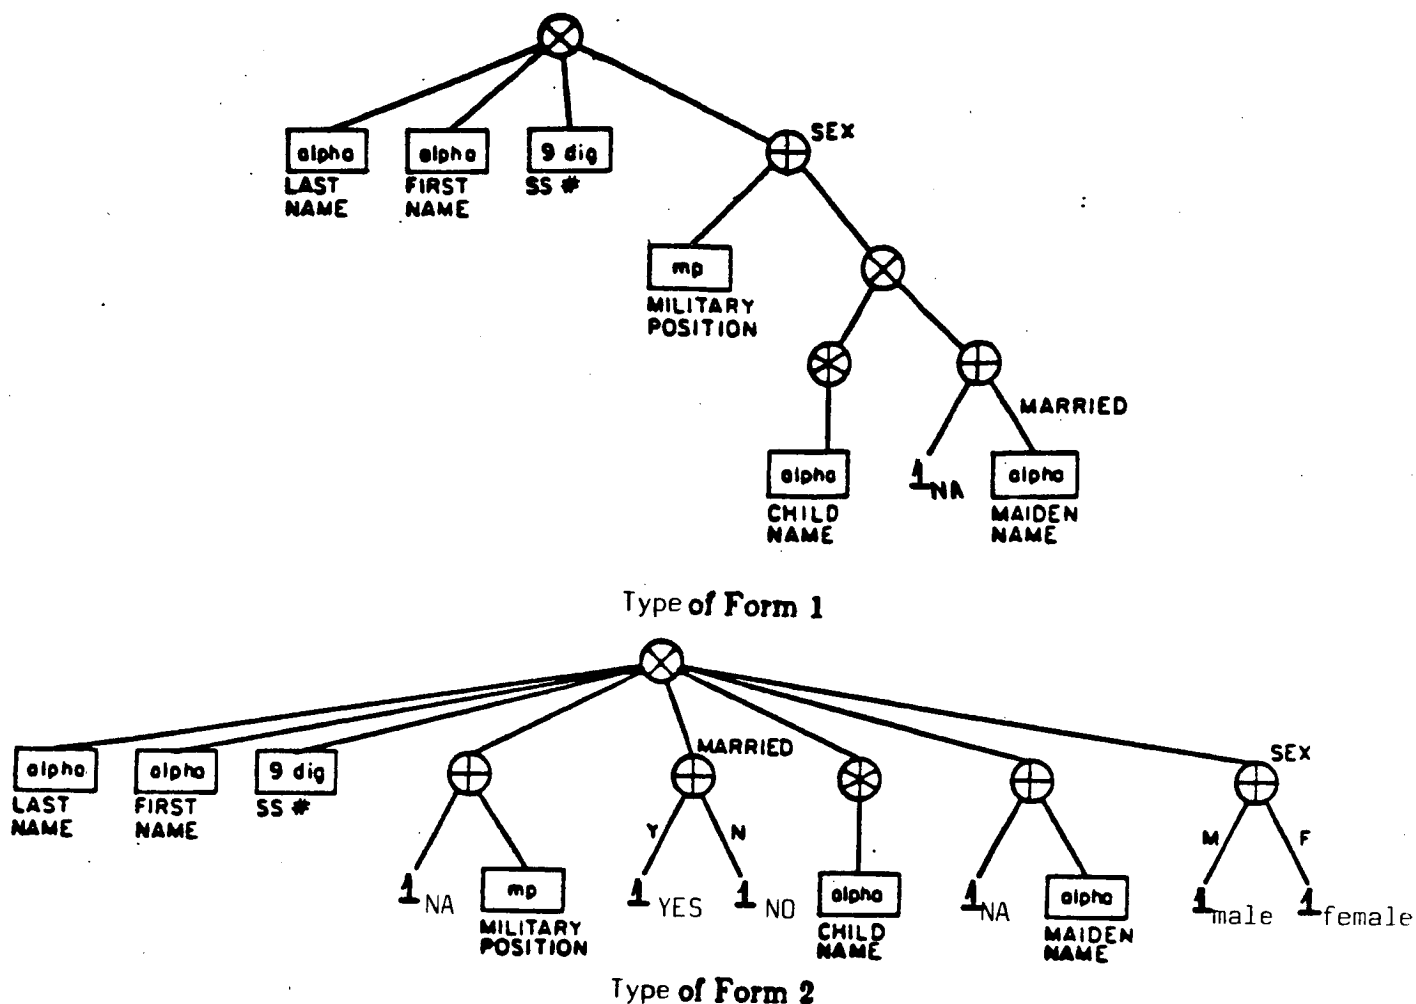 SEX
alpha alpha 9 dig
LAST NAME
FIRST NAME
SS #
mp
MILITARY
POSITION
MARRIED
alpha
1NA
alpha
CHILD
NAME
MAIDEN
NAME
Type of Form 1
MARRIED
SEX
alpha alpha 9 dig
LAST
NAME
FIRST
NAME
SS #
Y N
M F
1NA
mp
1YES
1NO
alpha
1NA
alpha
1male
1female
MILITARY
POSITION
CHILD
NAME
MAIDEN
NAME
Type of Form 2